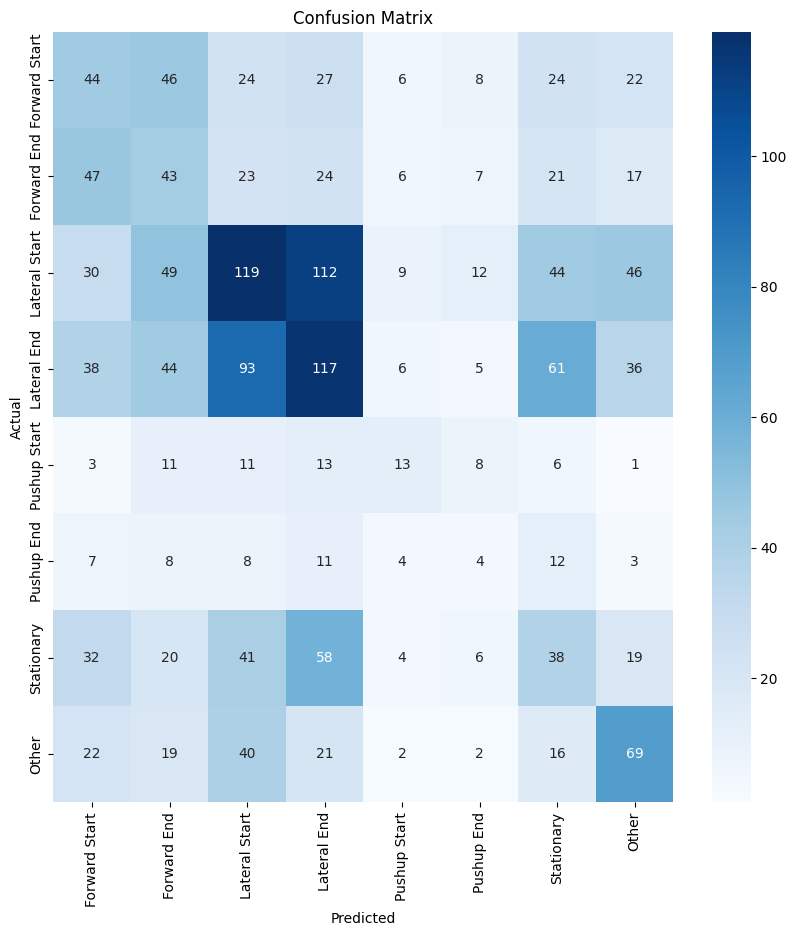 Confusion Matrix
Actual
Forward Start 44 46 24 27 6 8 24 22
Forward End 47 43 23 24 6 7 21 17
Lateral Start 30 49 119 112 9 12 44 46
Lateral End 38 44 93 117 6 5 61 36
Pushup Start 3 11 11 13 13 8 6 1
Pushup End 7 8 8 11 4 4 12 3
Stationary 32 20 41 58 4 6 38 19
Other 22 19 40 21 2 2 16 69
Forward Start Forward End Lateral Start Lateral End Pushup Start Pushup End Stationary Other
Predicted
100
80
60
40
20